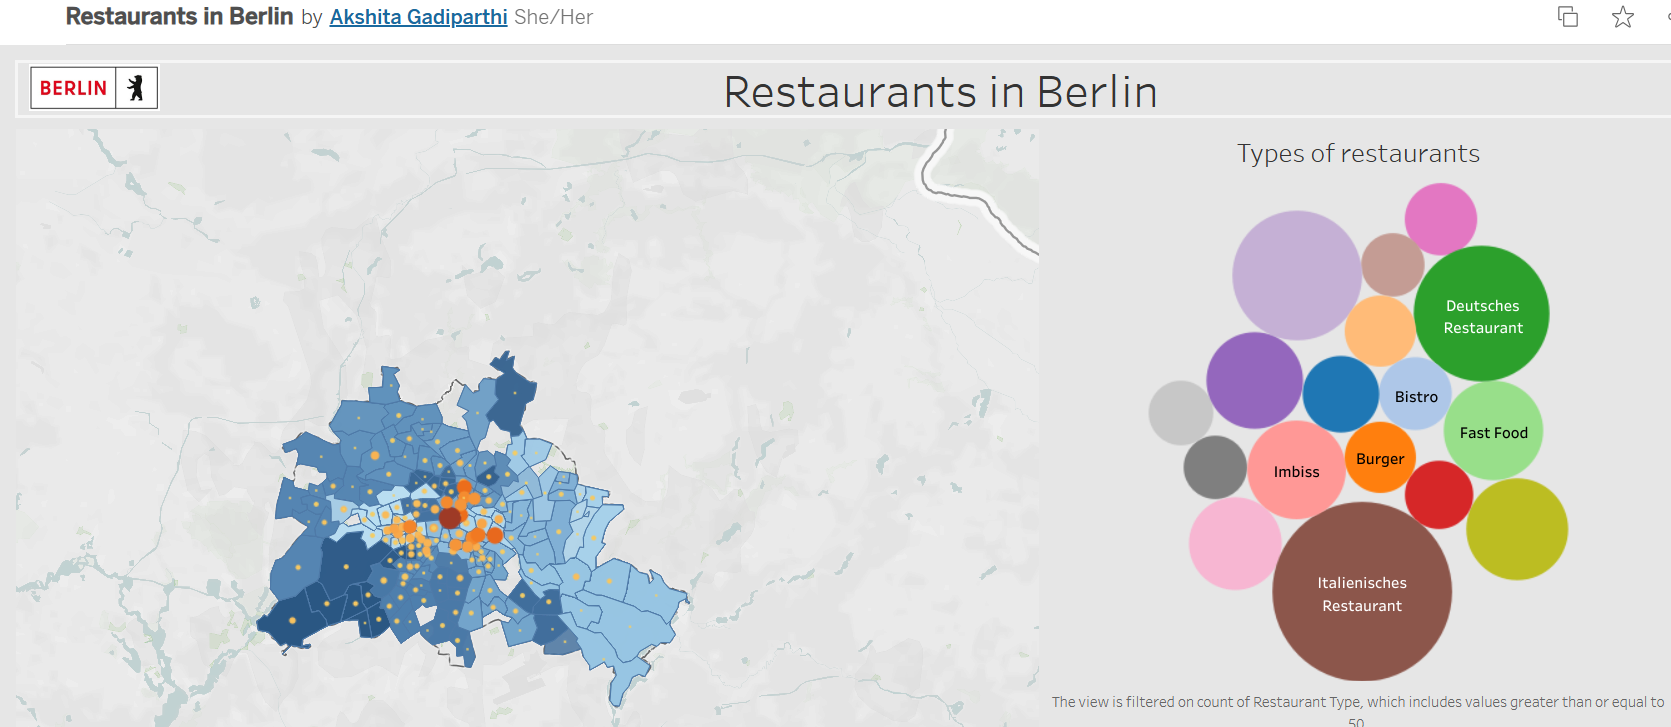 Restaurants in Berlin by Akshita Gadiparthi She/Her
BERLIN
Restaurants in Berlin
Types of restaurants
Deutsches
Restaurant
Bistro
Fast Food
Burger
Imbiss
Italienisches
Restaurant
The view is filtered on count of Restaurant Type, which includes values greater than or equal to
50